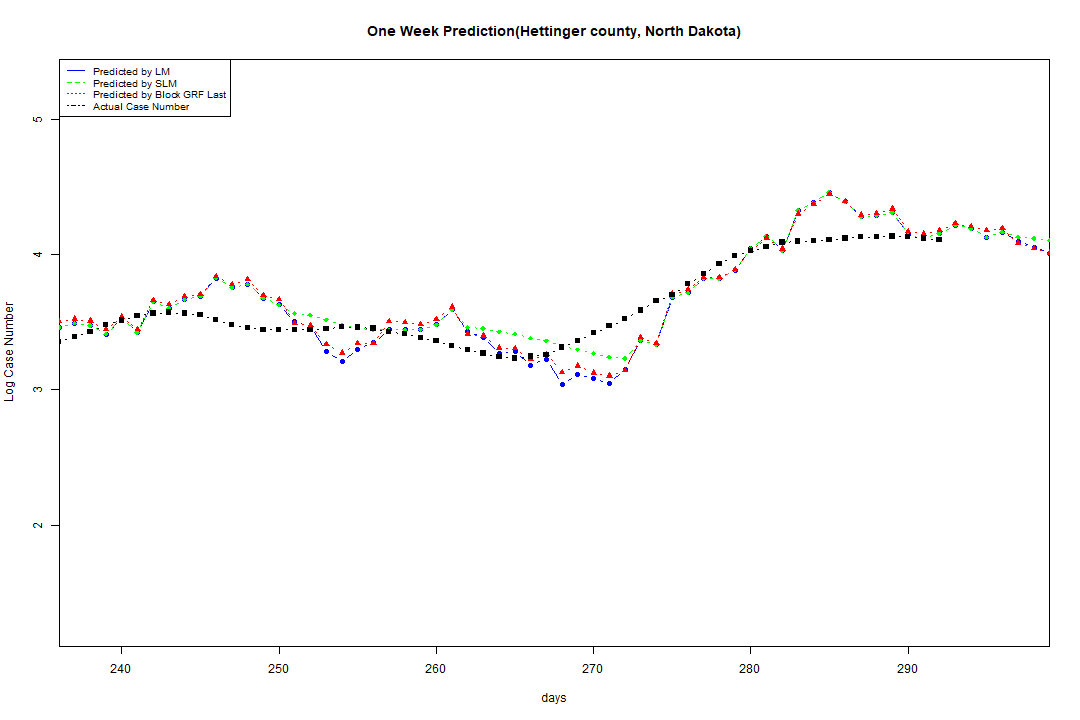 One Week Prediction(Hettinger county, North Dakota)
Predicted by LM
Predicted by SLM
Predicted by Block GRF Last
Actual Case Number
5
4
3
2
Log Case Number
240 250 260 270 280 290
days